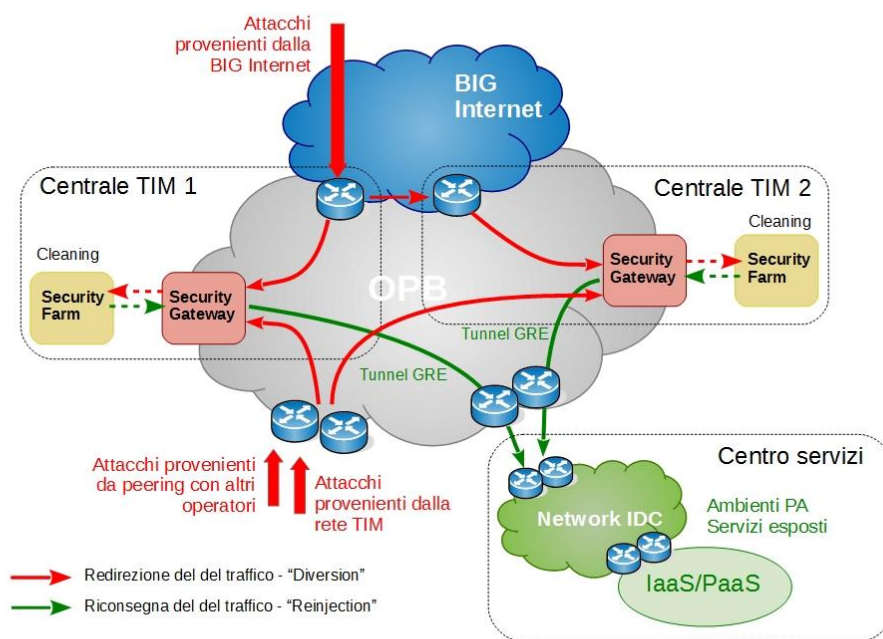 Attacchi
provenienti dalla
BIG Internet
BIG
Internet
Centrale TIM 1
Centrale TIM 2
Cleaning
Cleaning
Security
Farm
Security
Gateway
OPB
Security
Gateway
Security
Farm
Tunnel GRE
Tunnel GRE
Attacchi provenienti
da peering con altri
operatori
Attacchi
provenienti dalla
rete TIM
Centro servizi
Network IDC
Ambienti PA
Servizi esposti
IaaS/PaaS
Redirezione del del traffico - “Diversion”
Riconsegna del del traffico - “Reinjection”